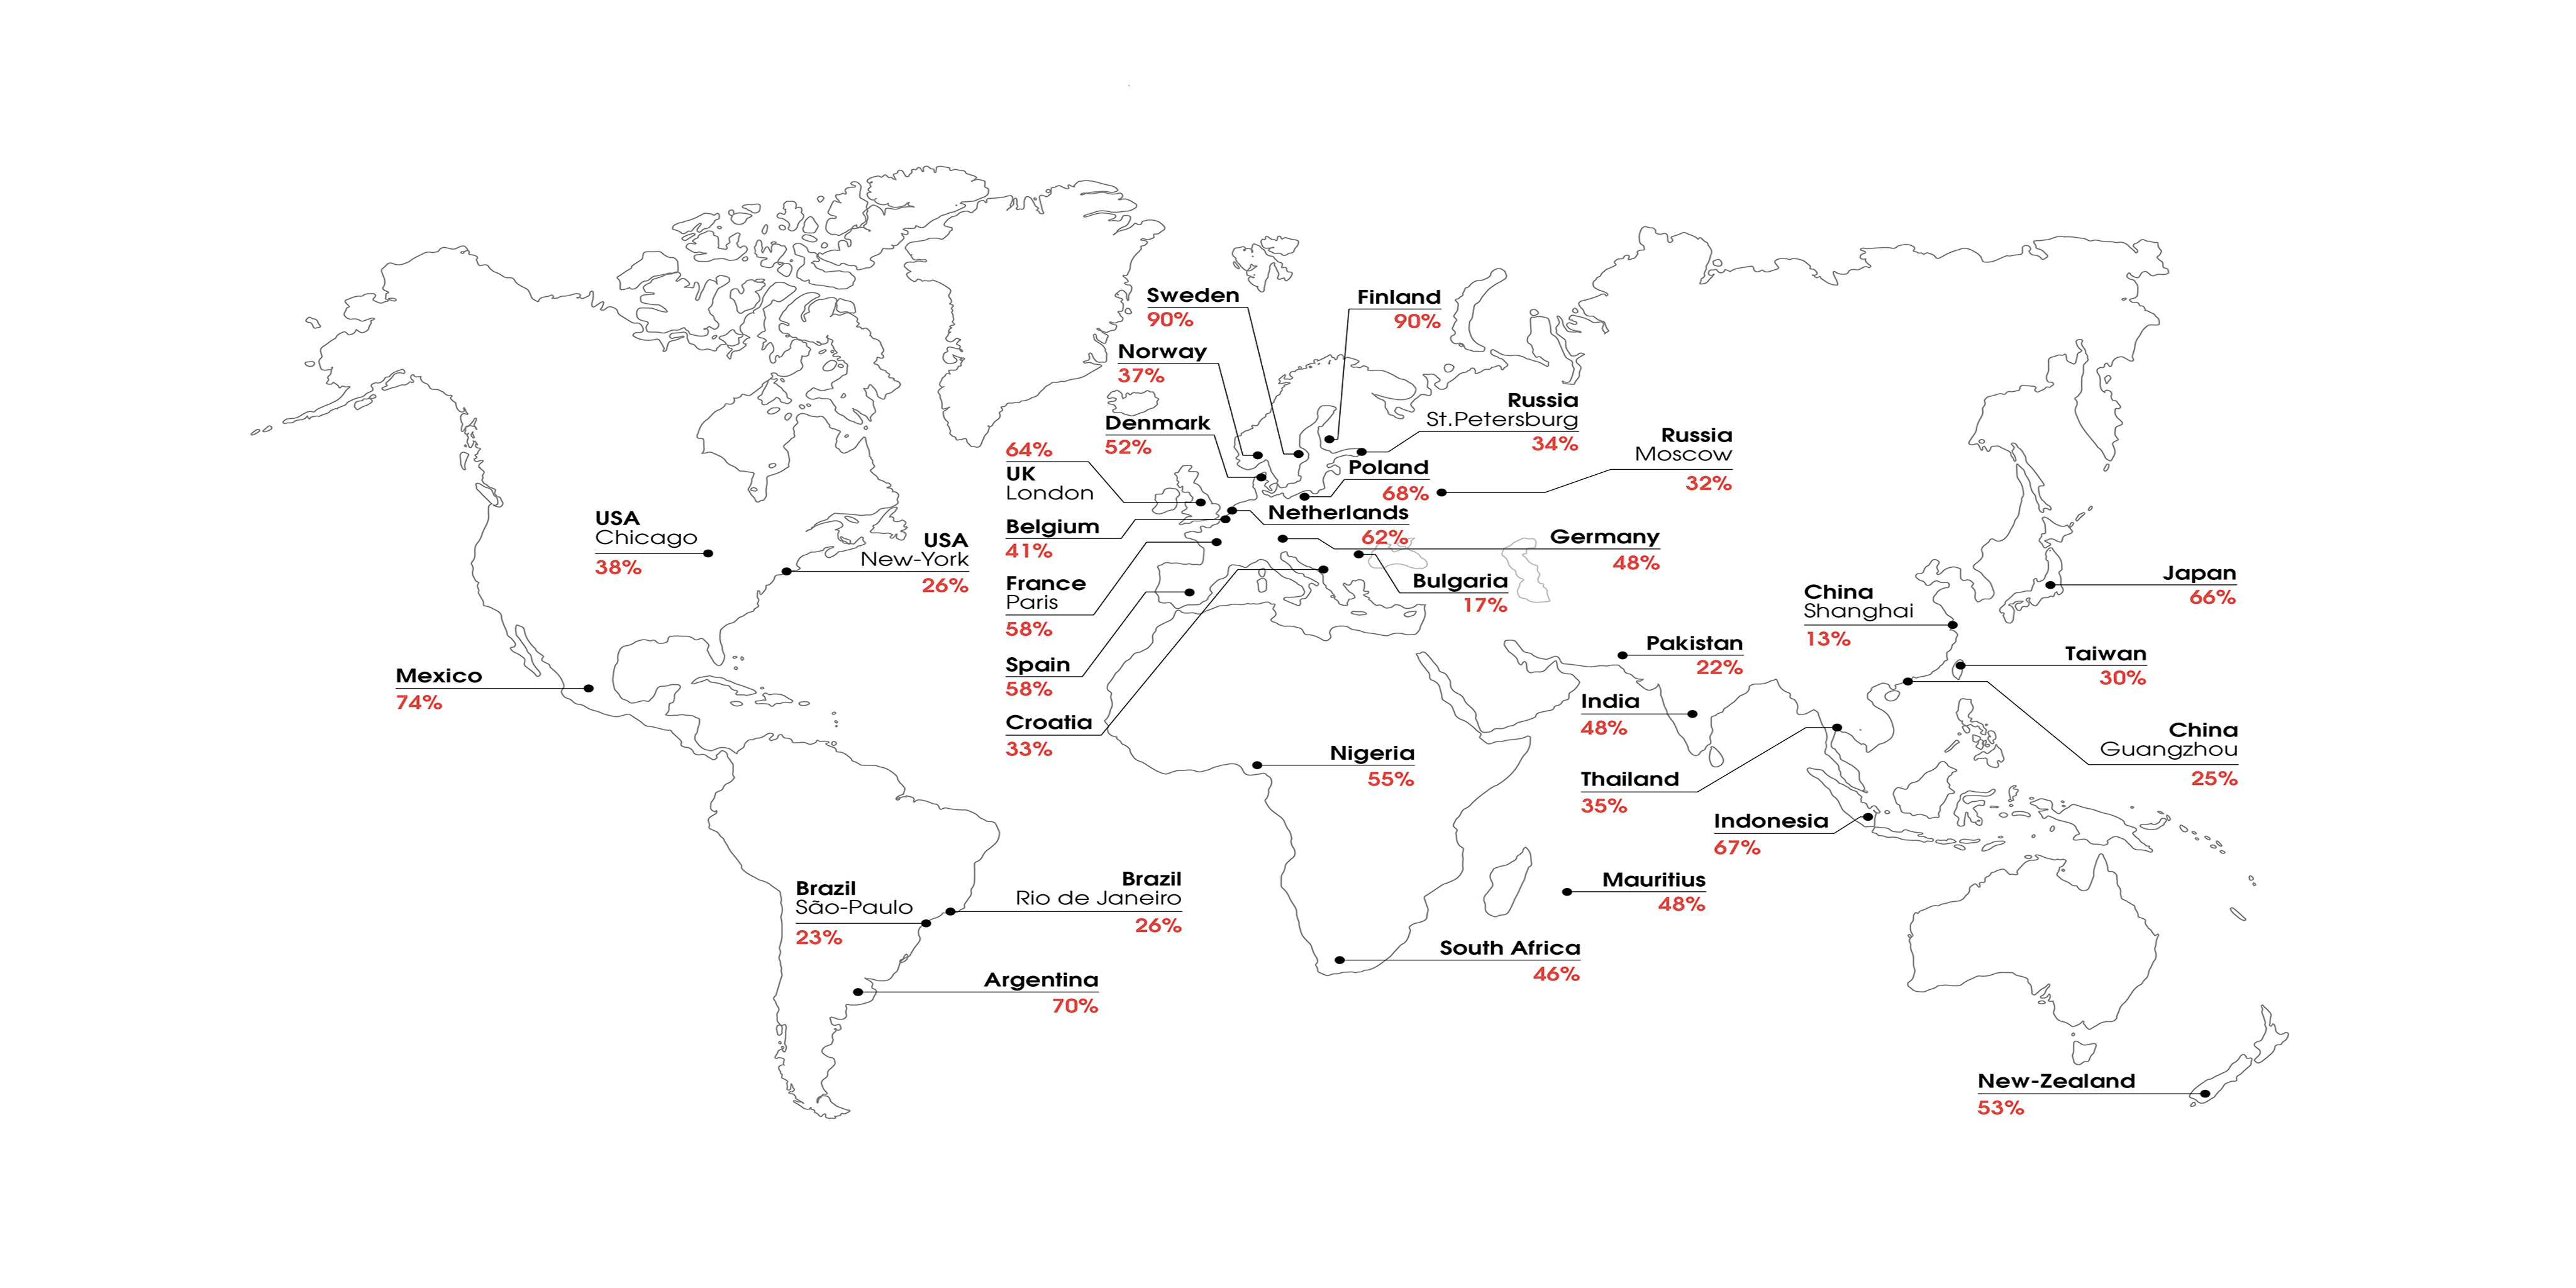 Sweden
90%
Finland
90%
Norway
37%
Russia
St.Petersburg
34%
Denmark
52%
Russia
Moscow
32%
64%
UK
London
Poland
68%
Netherlands
62%
USA
Chicago
38%
USA
New-York
26%
Belgium
41%
Germany
48%
France
Paris
58%
Bulgaria
17%
Japan
66%
China
Shanghai
13%
Mexico
74%
Spain
58%
Pakistan
22%
Taiwan
30%
Croatia
33%
India
48%
China
Guangzhou
25%
Nigeria
55%
Thailand
35%
Indonesia
67%
Brazil
São-Paulo
23%
Brazil
Rio de Janeiro
26%
Mauritius
48%
South Africa
46%
Argentina
70%
New-Zealand
53%